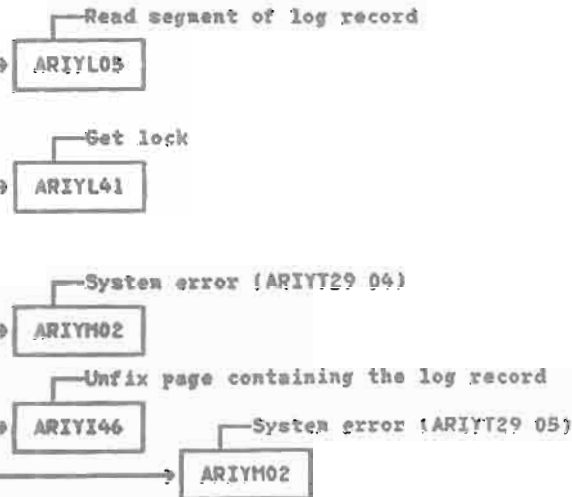 Read segment of log record
ARIYL05
Get lock
ARIYL41
System error (ARIYT29 04)
ARIYM02
Unfix page containing the log record
ARIYI46
System error (ARIYT29 05)
ARIYM02